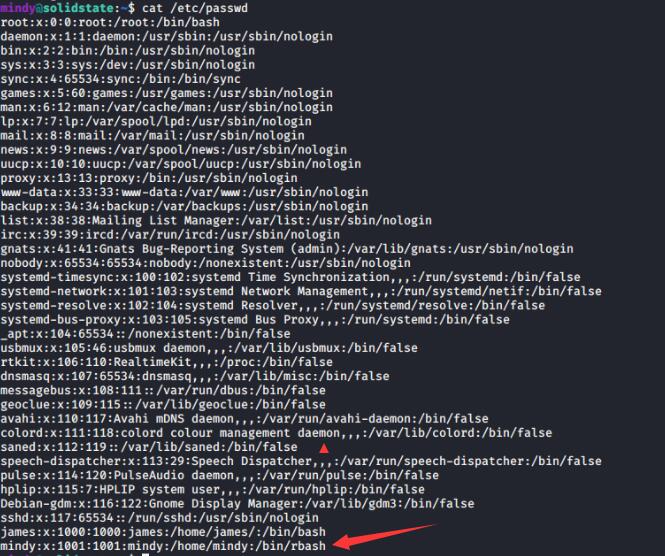 mindy@solidstate:~$ cat /etc/passwd
root:x:0:0:root:/root:/bin/bash
daemon:x:1:1:daemon:/usr/sbin:/usr/sbin/nologin
bin:x:2:2:bin:/bin:/usr/sbin/nologin
sys:x:3:3:sys:/dev:/usr/sbin/nologin
sync:x:4:65534:sync:/bin:/bin/sync
games:x:5:60:games:/usr/games:/usr/sbin/nologin
man:x:6:12:man:/var/cache/man:/usr/sbin/nologin
lp:x:7:7:lp:/var/spool/lpd:/usr/sbin/nologin
mail:x:8:8:mail:/var/mail:/usr/sbin/nologin
news:x:9:9:news:/var/spool/news:/usr/sbin/nologin
uucp:x:10:10:uucp:/var/spool/uucp:/usr/sbin/nologin
proxy:x:13:13:proxy:/bin:/usr/sbin/nologin
www-data:x:33:33:www-data:/var/www:/usr/sbin/nologin
backup:x:34:34:backup:/var/backups:/usr/sbin/nologin
list:x:38:38:Mailing List Manager:/var/list:/usr/sbin/nologin
irc:x:39:39:ircd:/var/run/ircd:/usr/sbin/nologin
gnats:x:41:41:Gnats Bug-Reporting System (admin):/var/lib/gnats:/usr/sbin/nologin
nobody:x:65534:65534:nobody:/nonexistent:/usr/sbin/nologin
systemd-timesync:x:100:102:systemd Time Synchronization,,,:/run/systemd:/bin/false
systemd-network:x:101:103:systemd Network Management,,,:/run/systemd/netif:/bin/false
systemd-resolve:x:102:104:systemd Resolver,,,:/run/systemd/resolve:/bin/false
systemd-bus-proxy:x:103:105:systemd Bus Proxy,,,:/run/systemd:/bin/false
_apt:x:104:65534::/nonexistent:/bin/false
usbmux:x:105:46:usbmux daemon,,,:/var/lib/usbmux:/bin/false
rtkit:x:106:110:RealtimeKit,,,:/proc:/bin/false
dnsmasq:x:107:65534:dnsmasq,,,:/var/lib/misc:/bin/false
messagebus:x:108:111::/var/run/dbus:/bin/false
geoclue:x:109:115::/var/lib/geoclue:/bin/false
avahi:x:110:117:Avahi mDNS daemon,,,:/var/run/avahi-daemon:/bin/false
colord:x:111:118:colord colour management daemon,,,:/var/lib/colord:/bin/false
saned:x:112:119::/var/lib/saned:/bin/false
speech-dispatcher:x:113:29:Speech Dispatcher,,,:/var/run/speech-dispatcher:/bin/false
pulse:x:114:120:PulseAudio daemon,,,:/var/run/pulse:/bin/false
hplip:x:115:7:HPLIP system user,,,:/var/run/hplip:/bin/false
Debian-gdm:x:116:122:Gnome Display Manager:/var/lib/gdm3:/bin/false
sshd:x:117:65534::/run/sshd:/usr/sbin/nologin
james:x:1000:1000:james:/home/james/:/bin/bash
mindy:x:1001:1001:mindy:/home/mindy:/bin/rbash